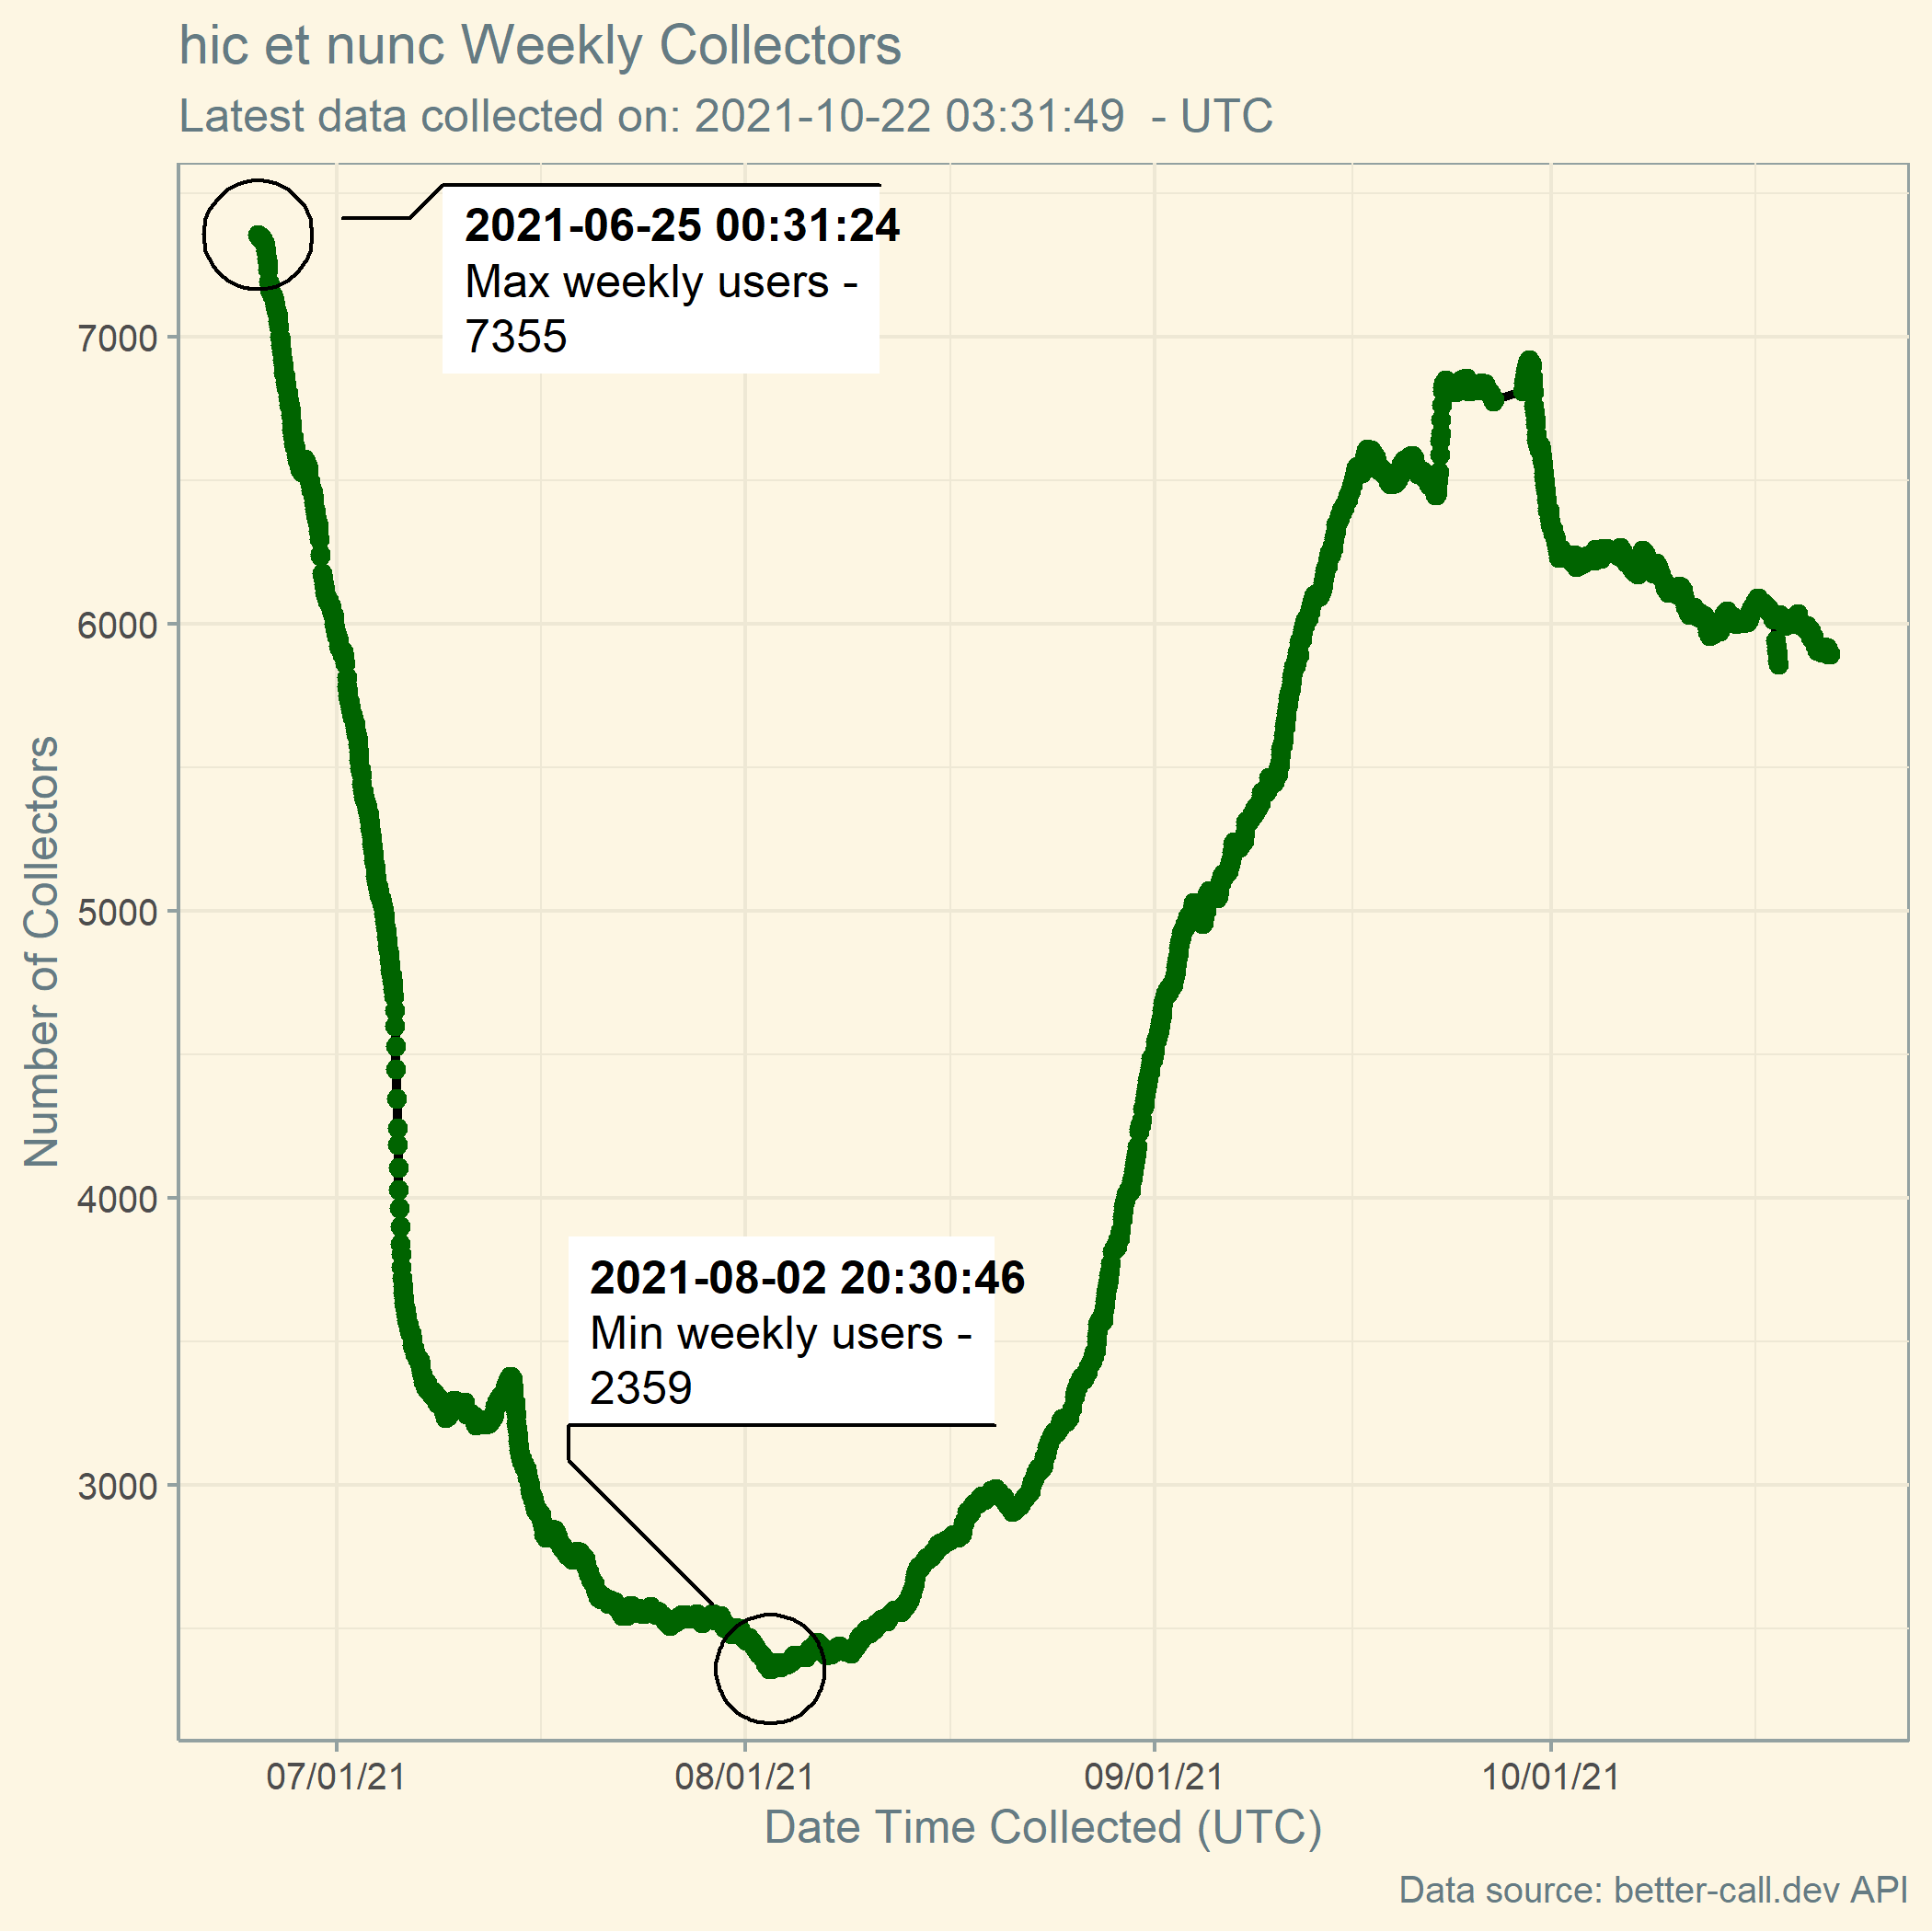 hic et nunc Weekly Collectors
Latest data collected on: 2021-10-22 03:31:49  - UTC
2021-06-25 00:31:24
Max weekly users -
7355
7000
6000
5000
4000
3000
Number of Collectors
2021-08-02 20:30:46
Min weekly users -
2359
07/01/21 08/01/21 09/01/21 10/01/21
Date Time Collected (UTC)
Data source: better-call.dev API